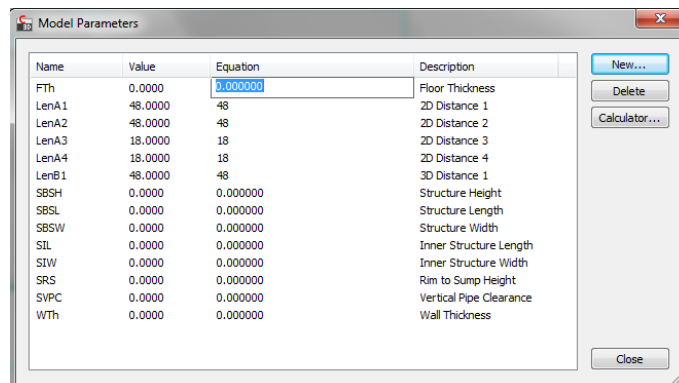 Model Parameters
Name Value Equation Description
FTh 0.0000 0.000000 Floor Thickness
LenA1 48.0000 48 2D Distance 1
LenA2 48.0000 48 2D Distance 2
LenA3 18.0000 18 2D Distance 3
LenA4 18.0000 18 2D Distance 4
LenB1 48.0000 48 3D Distance 1
SBSH 0.0000 0.000000 Structure Height
SBSL 0.0000 0.000000 Structure Length
SBSW 0.0000 0.000000 Structure Width
SIL 0.0000 0.000000 Inner Structure Length
SIW 0.0000 0.000000 Inner Structure Width
SRS 0.0000 0.000000 Rim to Sump Height
SVPC 0.0000 0.000000 Vertical Pipe Clearance
WTh 0.0000 0.000000 Wall Thickness
New...
Delete
Calculator...
Close